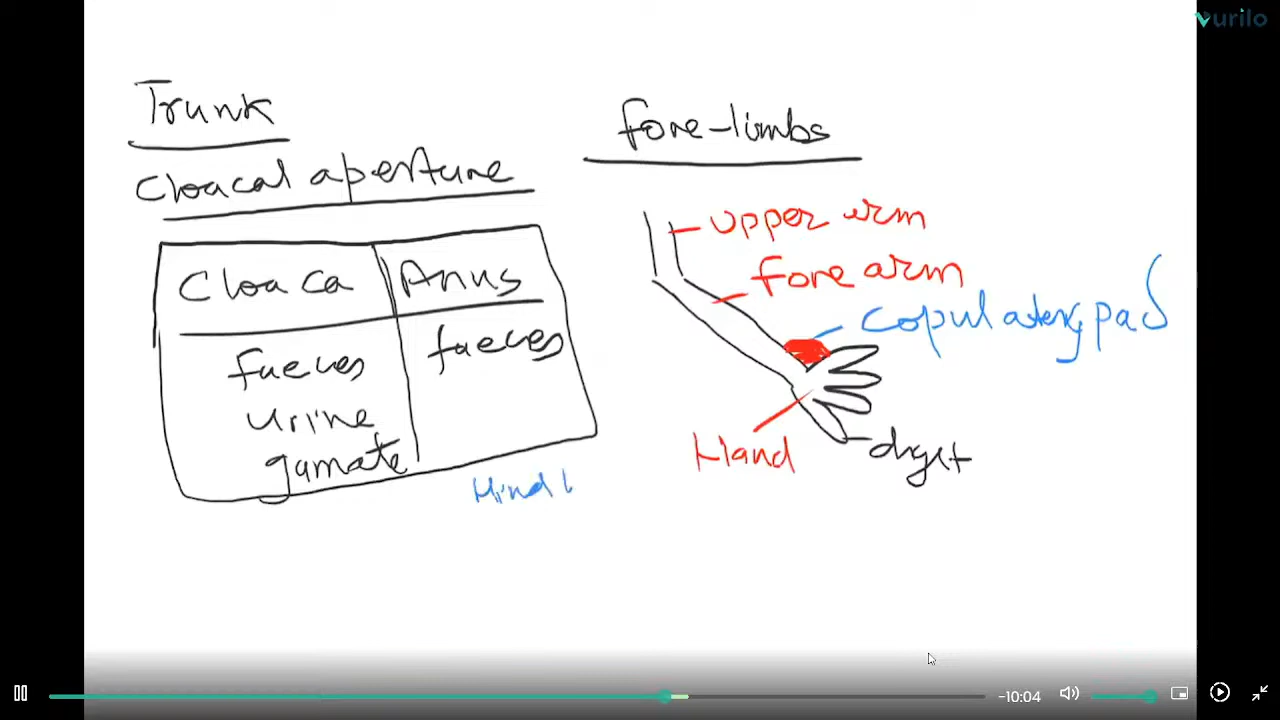 Trunk
Cloacal aperture
Cloaca Anus
faeces faeces
urine
gamate
Hind l
fore-limbs
upper arm
fore arm
copulatory pad
Hand
digit
-10:04
vurilo